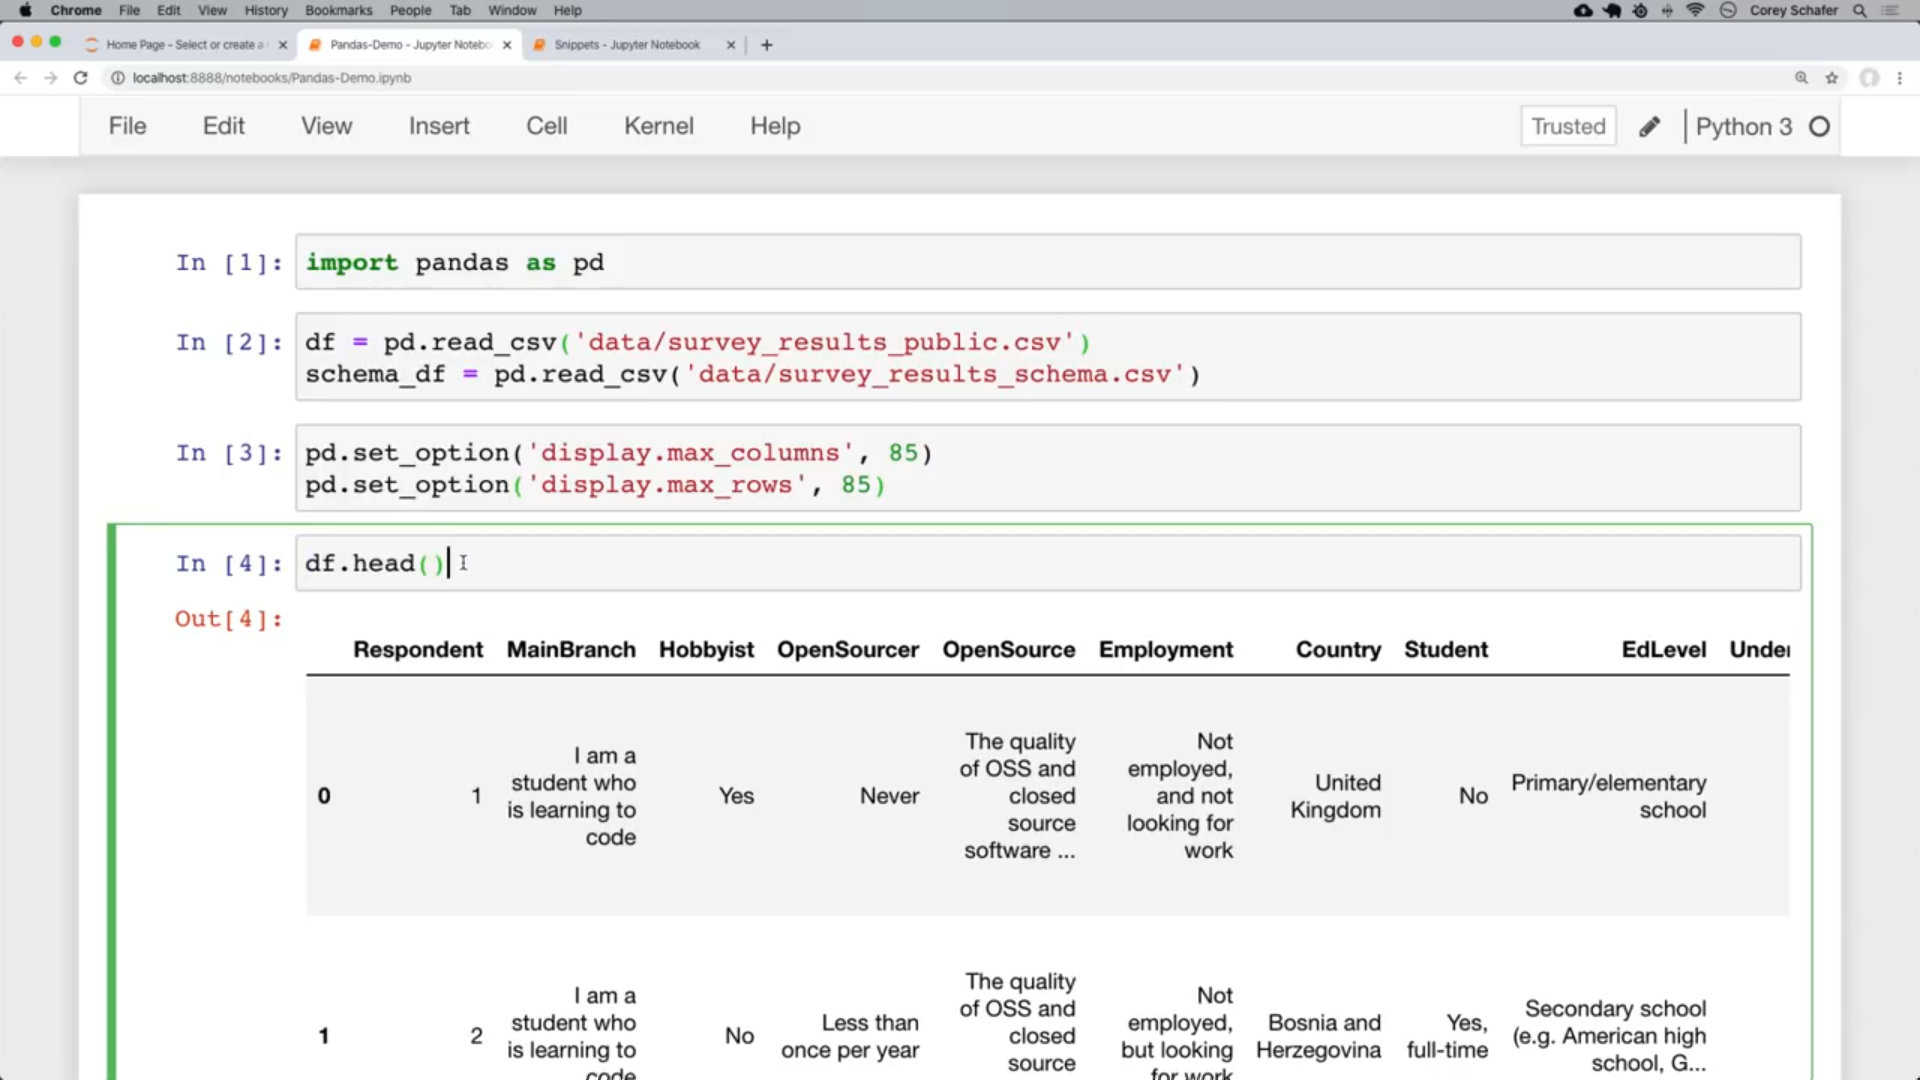 Chrome File Edit View History Bookmarks People Tab Window Help Corey Schafer
Home Page - Select or create a Pandas-Demo - Jupyter Notebo Snippets - Jupyter Notebook
localhost:8888/notebooks/Pandas-Demo.ipynb
File Edit View Insert Cell Kernel Help Trusted Python 3
In [1]: import pandas as pd
In [2]: df = pd.read_csv('data/survey_results_public.csv')
schema_df = pd.read_csv('data/survey_results_schema.csv')
In [3]: pd.set_option('display.max_columns', 85)
pd.set_option('display.max_rows', 85)
In [4]: df.head()
Out[4]:
Respondent MainBranch Hobbyist OpenSourcer OpenSource Employment Country Student EdLevel Under
0 1
I am a
student who
is learning to
code
Yes
Never
The quality
of OSS and
closed
source
software ...
Not
employed,
and not
looking for
work
United
Kingdom
No
Primary/elementary
school
1 2
I am a
student who
is learning to
code
No
Less than
once per year
The quality
of OSS and
closed
source
Not
employed,
but looking
for work
Bosnia and
Herzegovina
Yes,
full-time
Secondary school
(e.g. American high
school, G...